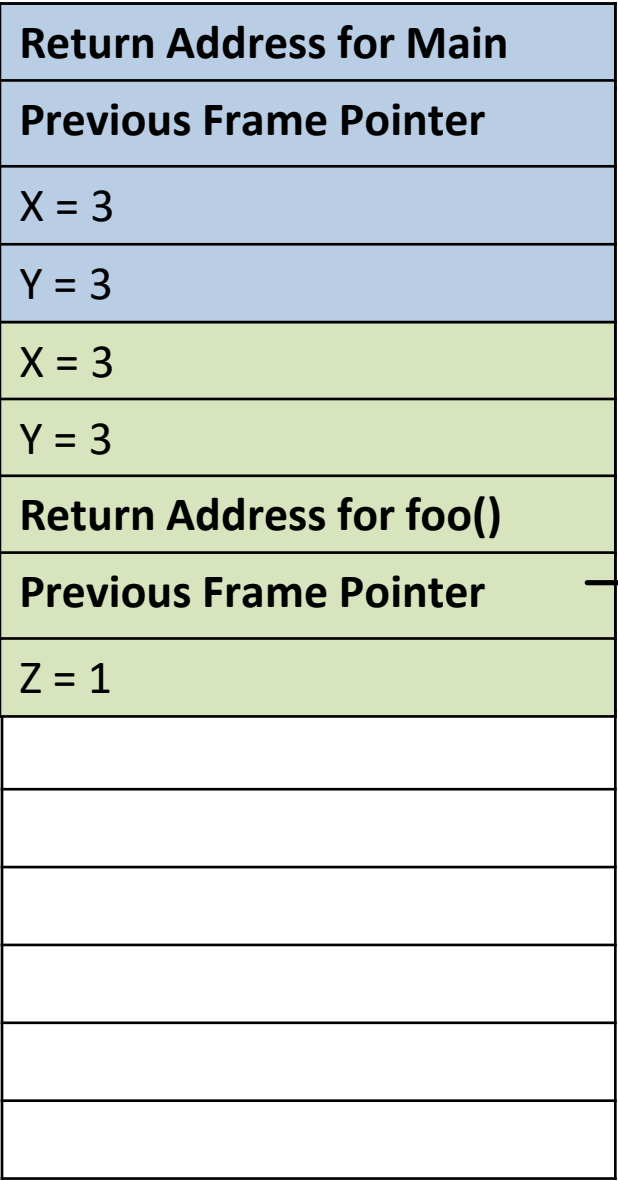 Return Address for Main
Previous Frame Pointer
X = 3
Y = 3
X = 3
Y = 3
Return Address for foo()
Previous Frame Pointer
Z = 1